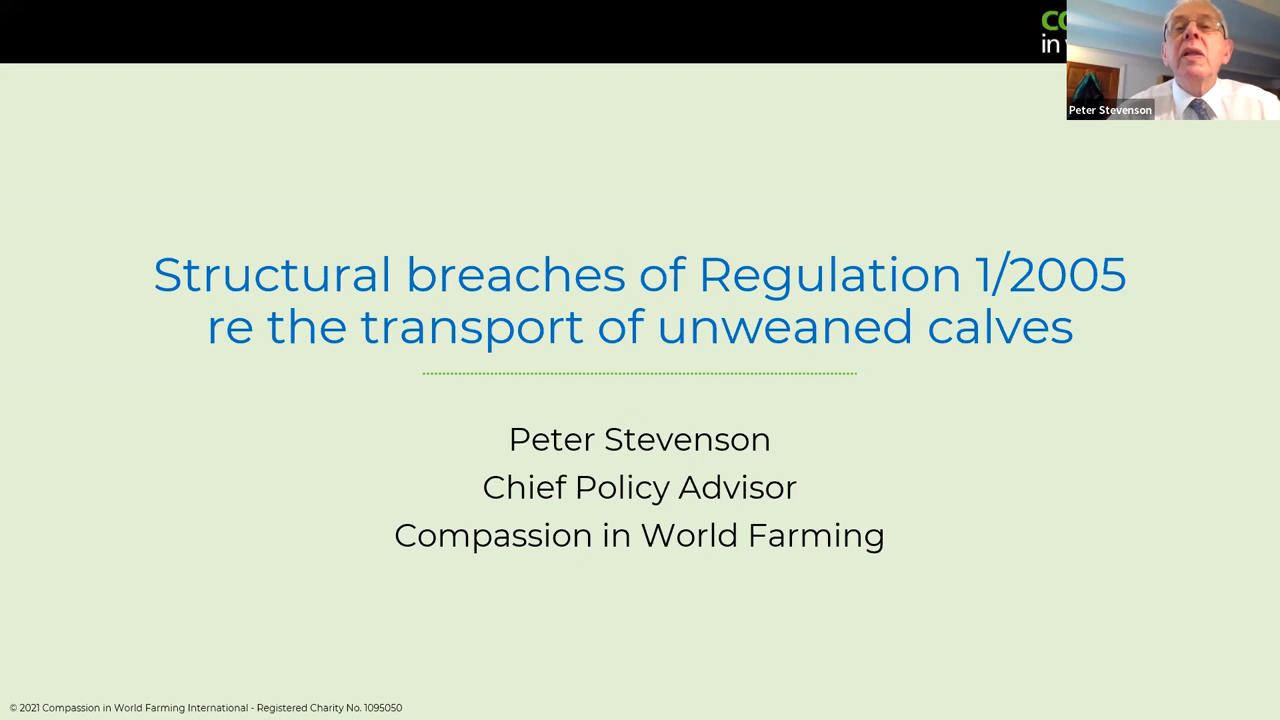 in
Peter Stevenson
Structural breaches of Regulation 1/2005
re the transport of unweaned calves
Peter Stevenson
Chief Policy Advisor
Compassion in World Farming
© 2021 Compassion in World Farming International - Registered Charity No. 1095050